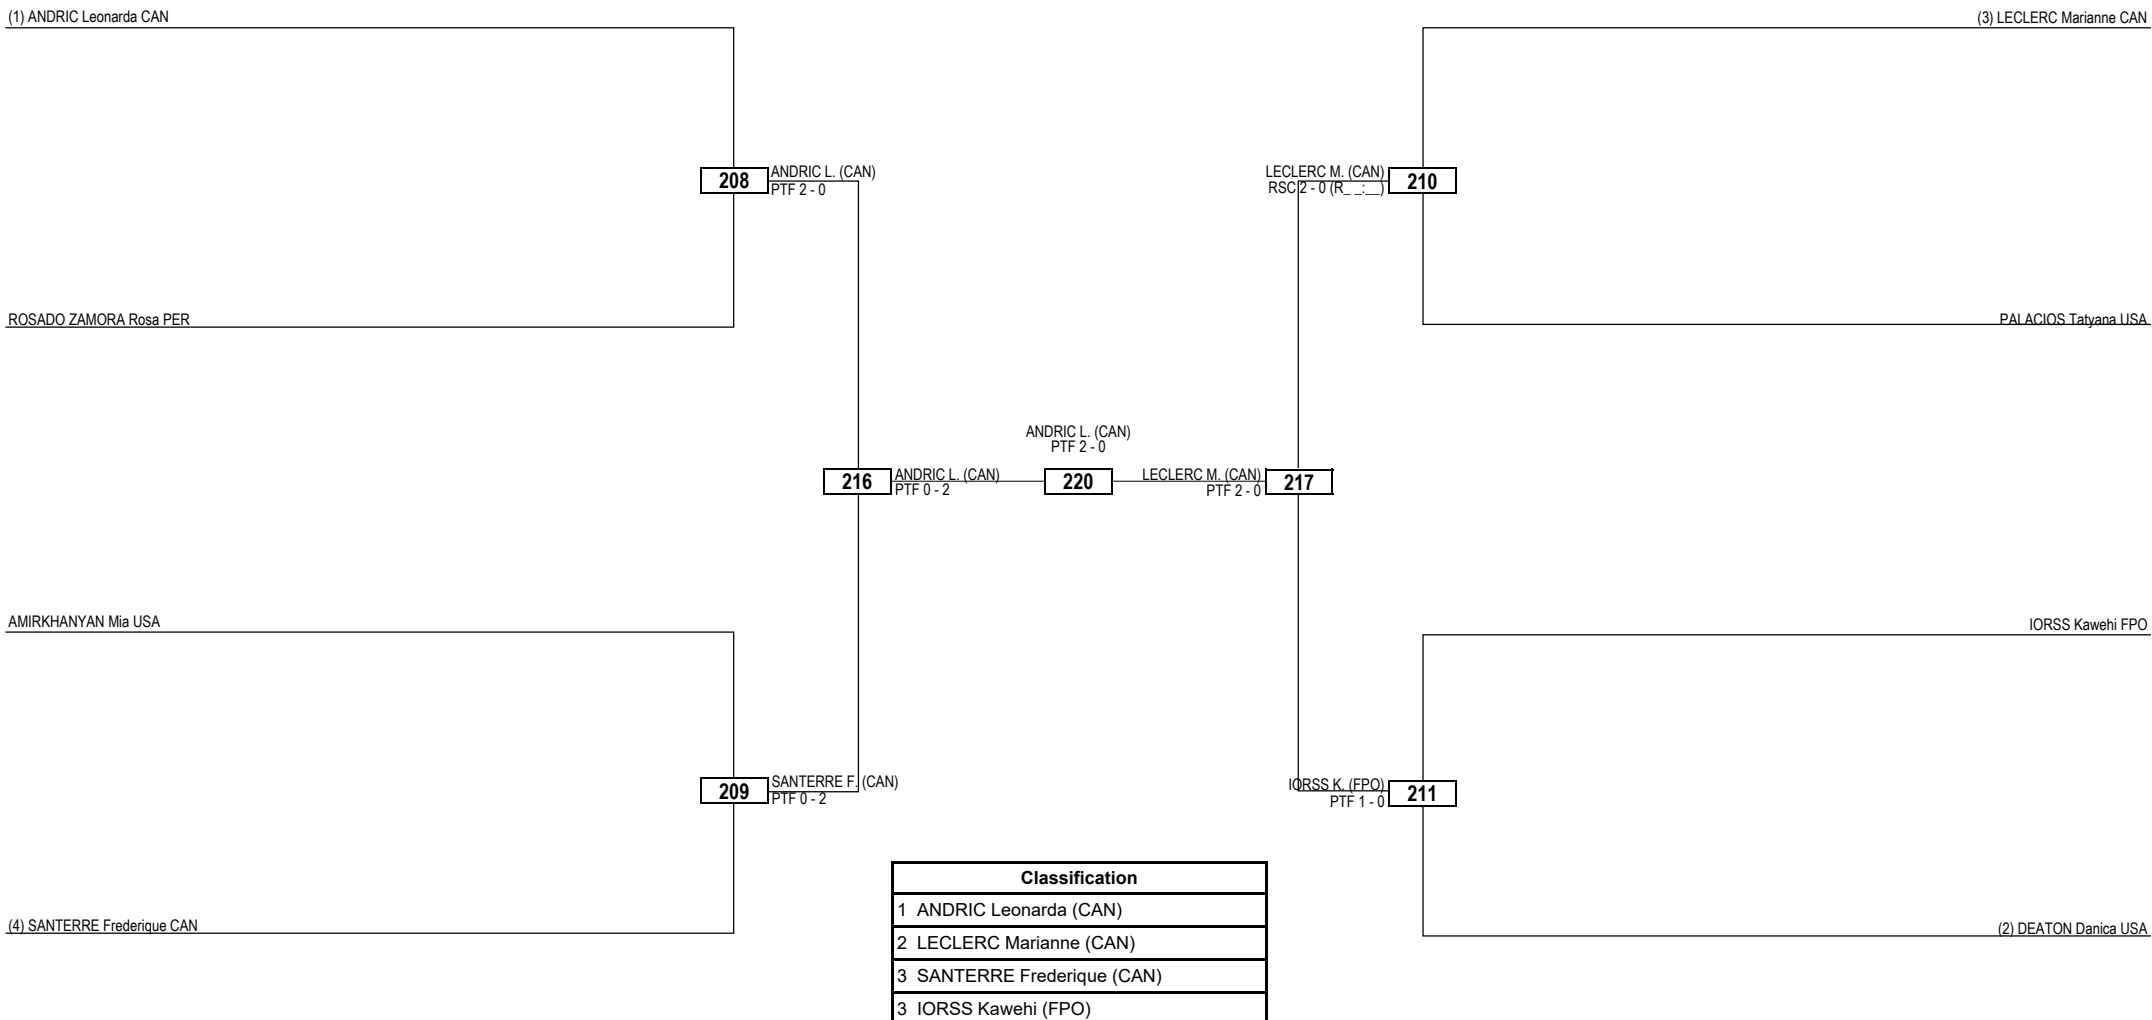 (1) ANDRIC Leonarda CAN
(3) LECLERC Marianne CAN
208
ANDRIC L. (CAN)
PTF 2 - 0
LECLERC M. (CAN)
RSC 2 - 0 (R_ _:__)
210
ROSADO ZAMORA Rosa PER
PALACIOS Tatyana USA
ANDRIC L. (CAN)
PTF 2 - 0
216
ANDRIC L. (CAN)
PTF 0 - 2
220
LECLERC M. (CAN)
PTF 2 - 0
217
AMIRKHANYAN Mia USA
IORSS Kawehi FPO
209
SANTERRE F. (CAN)
PTF 0 - 2
IORSS K. (FPO)
PTF 1 - 0
211
(4) SANTERRE Frederique CAN
(2) DEATON Danica USA
Classification
1 ANDRIC Leonarda (CAN)
2 LECLERC Marianne (CAN)
3 SANTERRE Frederique (CAN)
3 IORSS Kawehi (FPO)